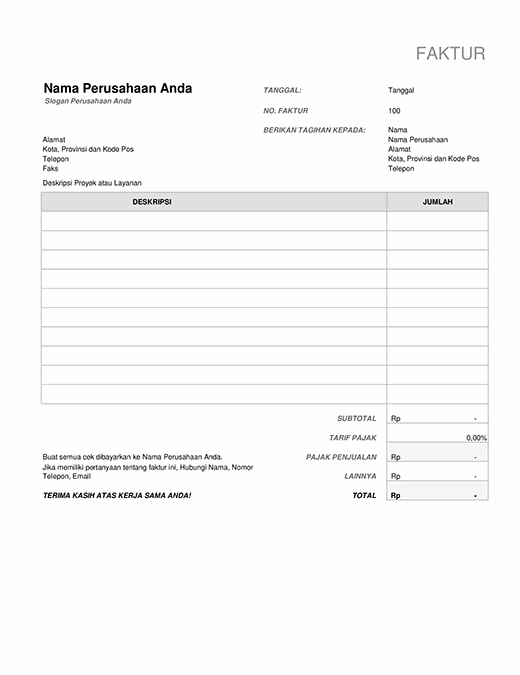 FAKTUR
Nama Perusahaan Anda
Slogan Perusahaan Anda
TANGGAL: Tanggal
NO. FAKTUR 100
BERIKAN TAGIHAN KEPADA: Nama
Alamat Nama Perusahaan
Kota, Provinsi dan Kode Pos Alamat
Telepon Kota, Provinsi dan Kode Pos
Faks Telepon
Deskripsi Proyek atau Layanan
DESKRIPSI JUMLAH
SUBTOTAL Rp -
TARIF PAJAK 0,00%
Buat semua cek dibayarkan ke Nama Perusahaan Anda. PAJAK PENJUALAN Rp -
Jika memiliki pertanyaan tentang faktur ini, Hubungi Nama, Nomor
Telepon, Email LAINNYA Rp -
TERIMA KASIH ATAS KERJA SAMA ANDA! TOTAL Rp -